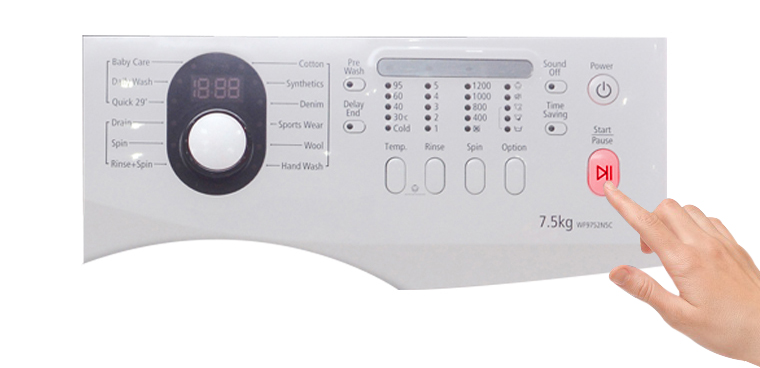 Baby Care
Daily Wash
Quick 29'
Drain
Spin
Rinse+Spin
18:88
Cotton
Synthetics
Denim
Sports Wear
Wool
Hand Wash
Pre
Wash
Delay
End
95
60
40
30c
Cold
5
4
3
2
1
1200
1000
800
400
Temp.
Rinse
Spin
Option
Sound
Off
Time
Saving
Power
Start/
Pause
7.5kg WF9752N5C